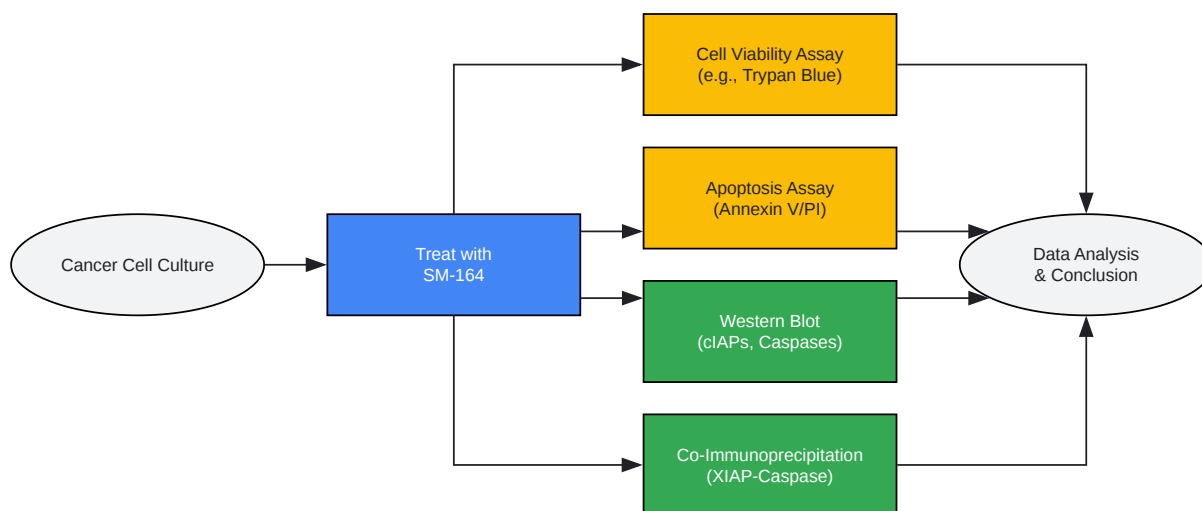 Cancer Cell Culture
Treat with
SM-164
Cell Viability Assay
(e.g., Trypan Blue)
Apoptosis Assay
(Annexin V/PI)
Western Blot
(cIAPs, Caspases)
Co-Immunoprecipitation
(XIAP-Caspase)
Data Analysis
& Conclusion